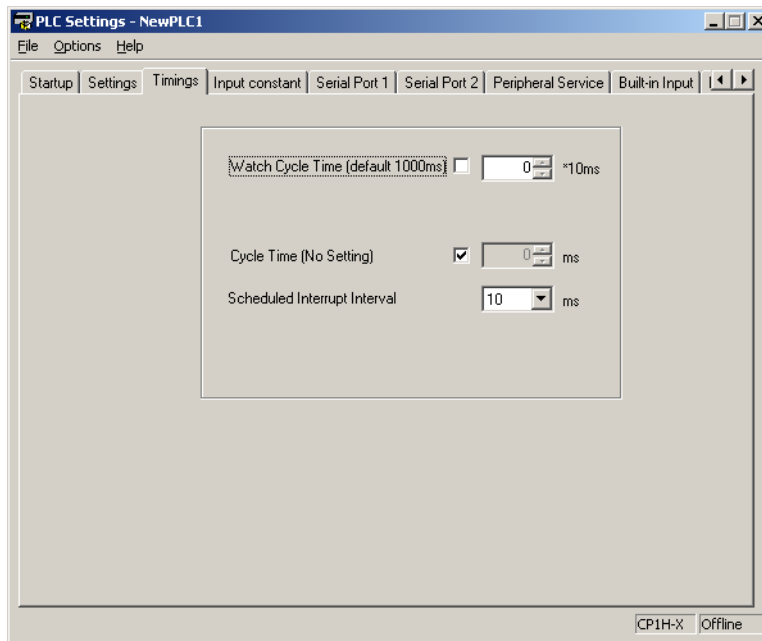 PLC Settings - NewPLC1
File Options Help
Startup Settings Timings Input constant Serial Port 1 Serial Port 2 Peripheral Service Built-in Input
Watch Cycle Time (default 1000ms) 0 *10ms
Cycle Time (No Setting) 0 ms
Scheduled Interrupt Interval 10 ms
CP1H-X Offline